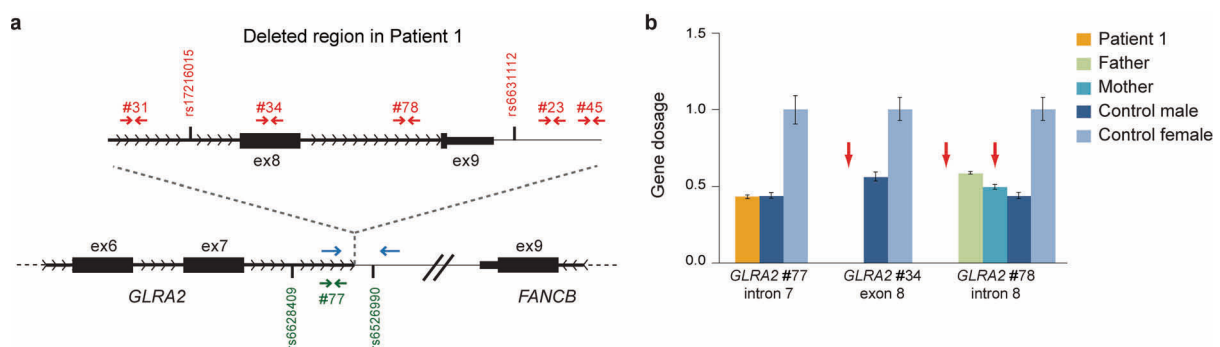 a
Deleted region in Patient 1
rs17216015
rs6631112
#31
#34
#78
#23
#45
ex8
ex9
ex6
ex7
ex9
GLRA2
#77
FANCB
rs6628409
rs6526990
b
Gene dosage
1.5
1.0
0.5
0.0
GLRA2 #77
intron 7
GLRA2 #34
exon 8
GLRA2 #78
intron 8
Patient 1
Father
Mother
Control male
Control female